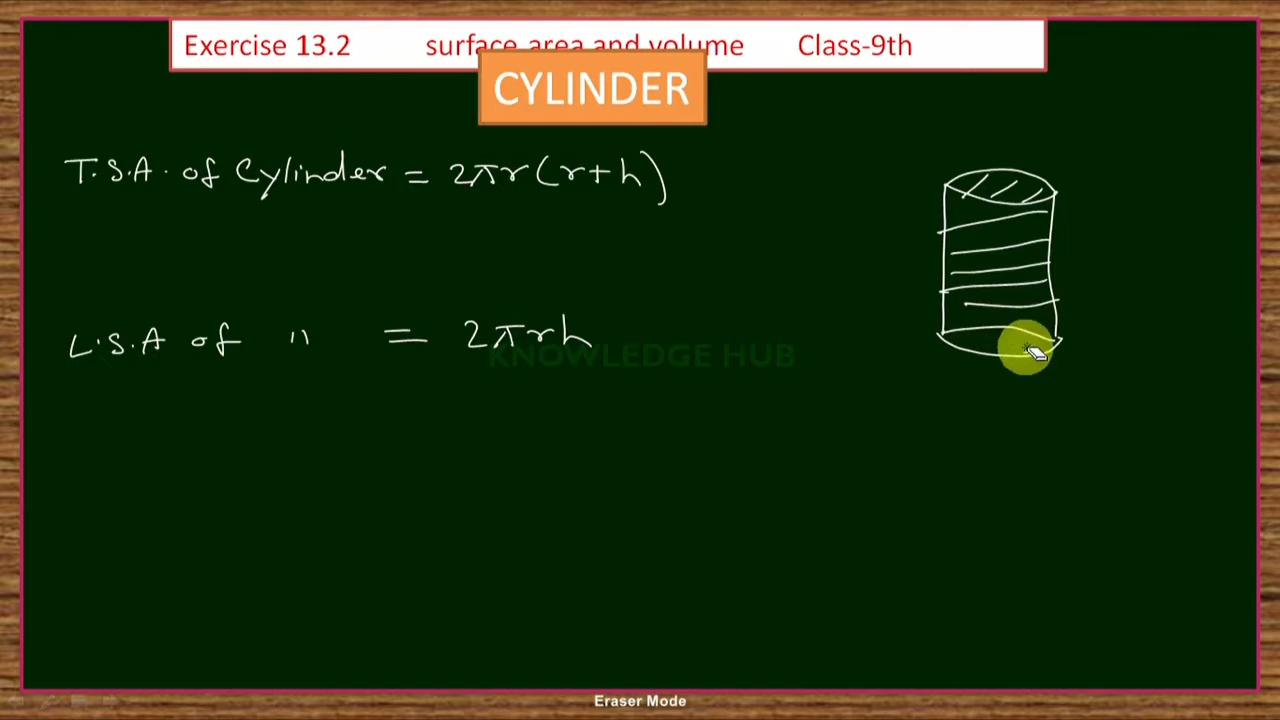 Exercise 13.2 surface area and volume Class-9th
CYLINDER
T.S.A. of Cylinder = 2πr(r+h)
L.S.A of " = 2πrh
KNOWLEDGE HUB
Eraser Mode